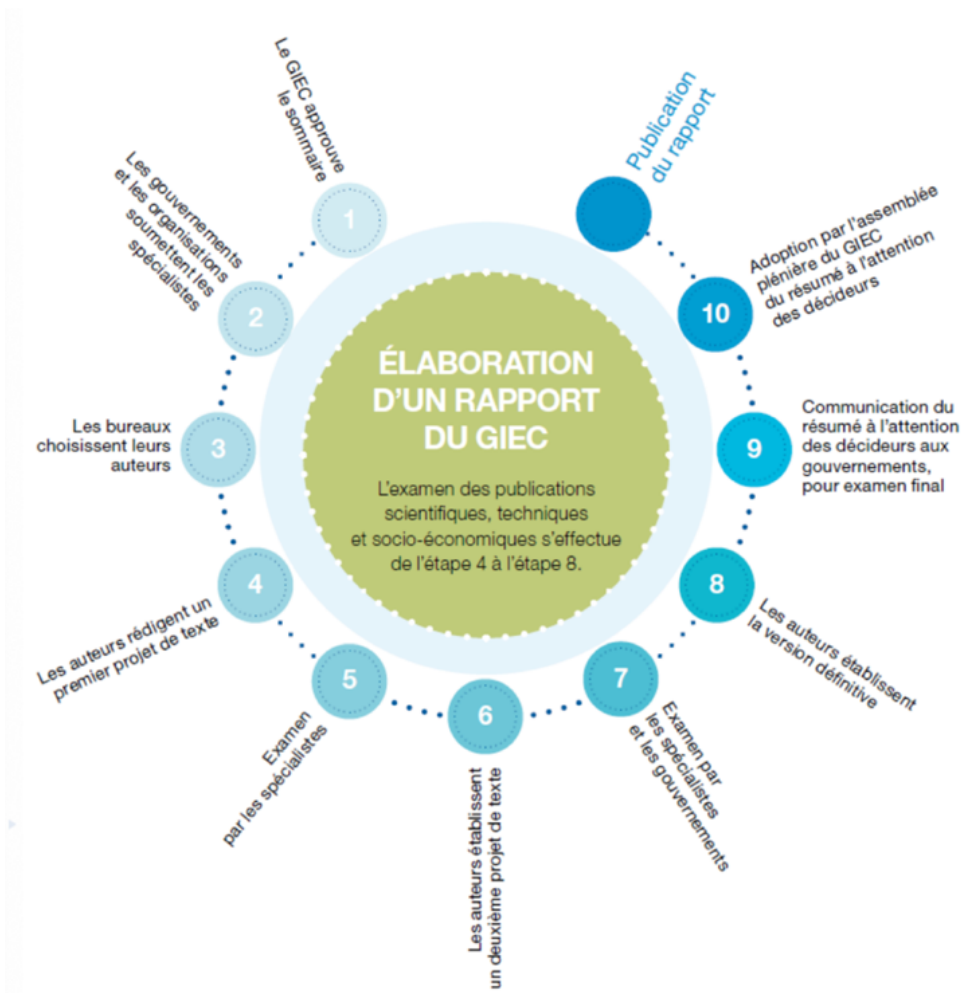 ÉLABORATION
D'UN RAPPORT
DU GIEC
L'examen des publications
scientifiques, techniques
et socio-économiques s'effectue
de l'étape 4 à l'étape 8.
1
Le GIEC approuve
le sommaire
2
Les gouvernements
et les organisations
soumettent les
spécialistes
3
Les bureaux
choisissent leurs
auteurs
4
Les auteurs rédigent un
premier projet de texte
5
Examen
par les spécialistes
6
Les auteurs établissent
un deuxième projet de texte
7
Examen par
les spécialistes
et les gouvernements
8
Les auteurs établissent
la version définitive
9
Communication du
résumé à l'attention
des décideurs aux
gouvernements,
pour examen final
10
Adoption par l'assemblée
plénière du GIEC
du résumé à l'attention
des décideurs
Publication
du rapport